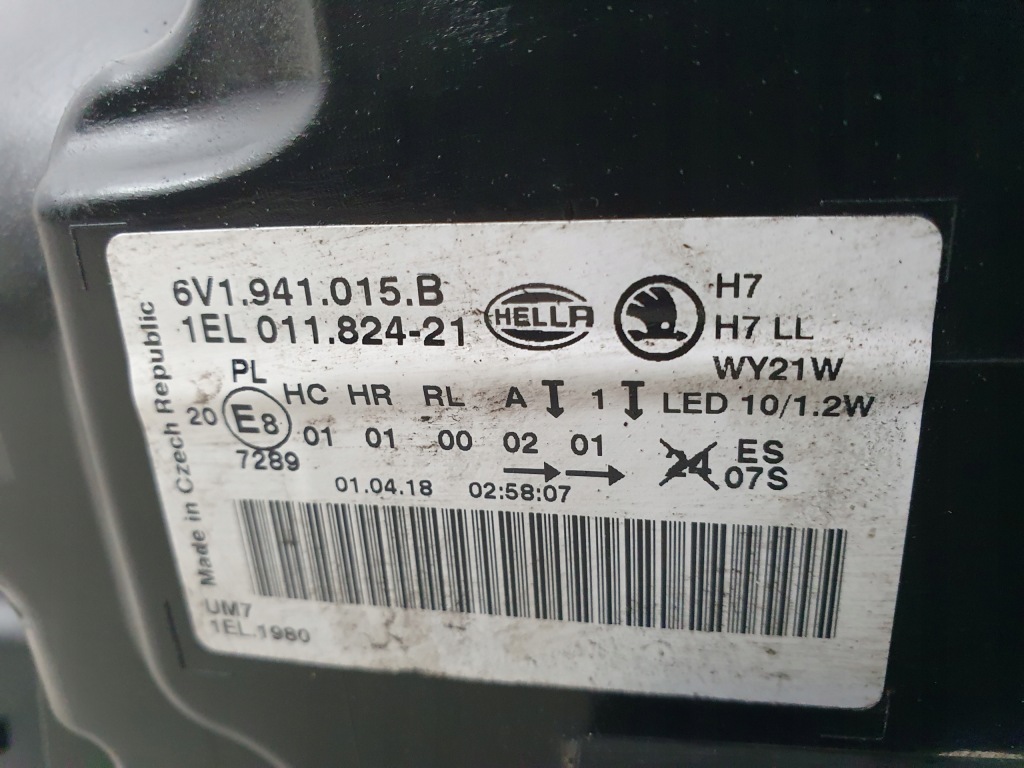 6V1.941.015.B
1EL 011.824-21
HELLA
H7
H7 LL
WY21W
LED 10/1.2W
PL
HC HR RL A 1
20 E8
01 01 00 02 01
7289
24
ES
07S
01.04.18 02:58:07
Made in Czech Republic
UM7
1EL.1980